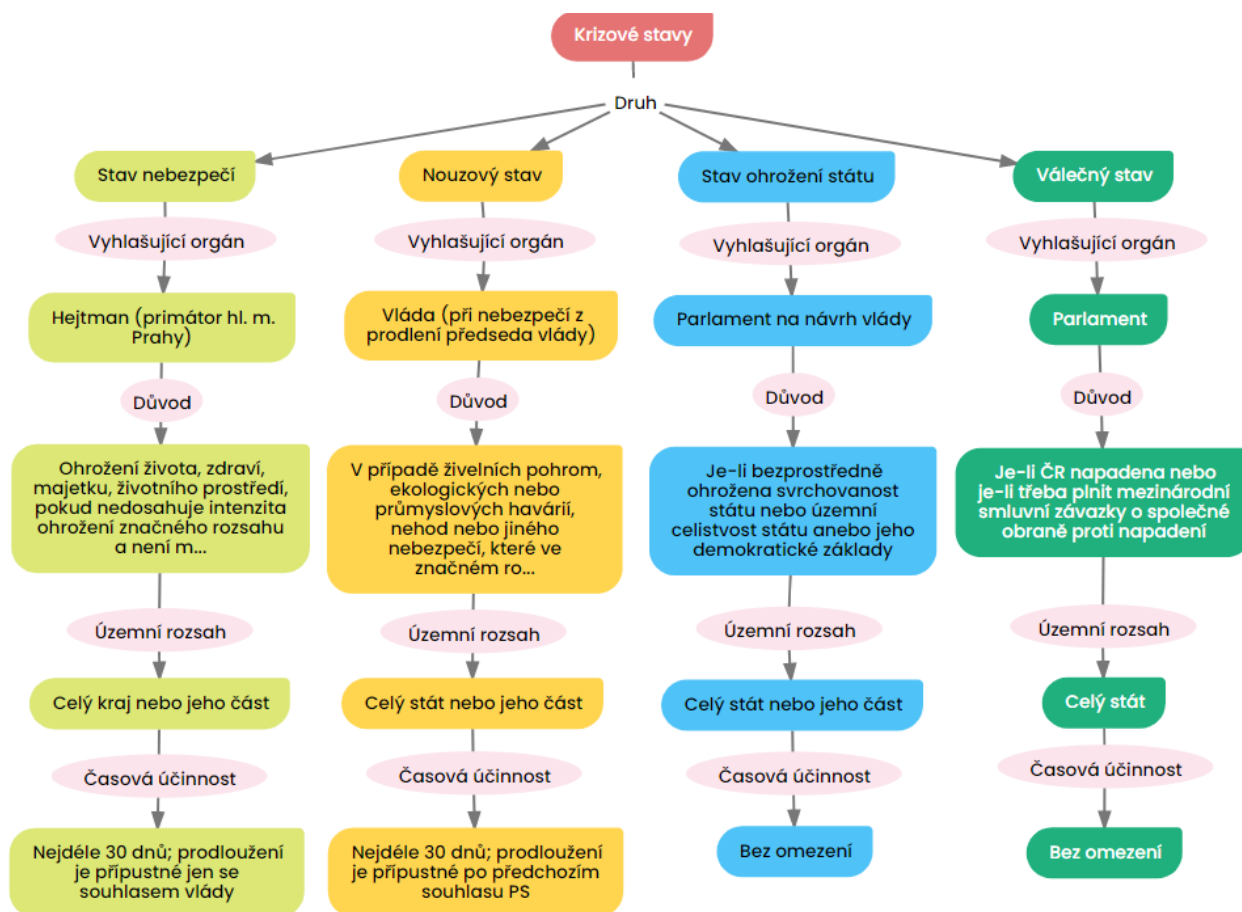 Krizové stavy
Druh
Stav nebezpečí
Nouzový stav
Stav ohrožení státu
Válečný stav
Vyhlašující orgán
Vyhlašující orgán
Vyhlašující orgán
Vyhlašující orgán
Hejtman (primátor hl. m.
Prahy)
Vláda (při nebezpečí z
prodlení předseda vlády)
Parlament na návrh vlády
Parlament
Důvod
Důvod
Důvod
Důvod
Ohrožení života, zdraví,
majetku, životního prostředí,
pokud nedosahuje intenzita
ohrožení značného rozsahu
a není m...
V případě živelních pohrom,
ekologických nebo
průmyslových havárií,
nehod nebo jiného
nebezpečí, které ve
značném ro...
Je-li bezprostředně
ohrožena svrchovanost
státu nebo územní
celistvost státu anebo jeho
demokratické základy
Je-li ČR napadena nebo
je-li třeba plnit mezinárodní
smluvní závazky o společné
obraně proti napadení
Územní rozsah
Územní rozsah
Územní rozsah
Územní rozsah
Celý kraj nebo jeho část
Celý stát nebo jeho část
Celý stát nebo jeho část
Celý stát
Časová účinnost
Časová účinnost
Časová účinnost
Časová účinnost
Nejdéle 30 dnů; prodloužení
je přípustné jen se
souhlasem vlády
Nejdéle 30 dnů; prodloužení
je přípustné po předchozím
souhlasu PS
Bez omezení
Bez omezení